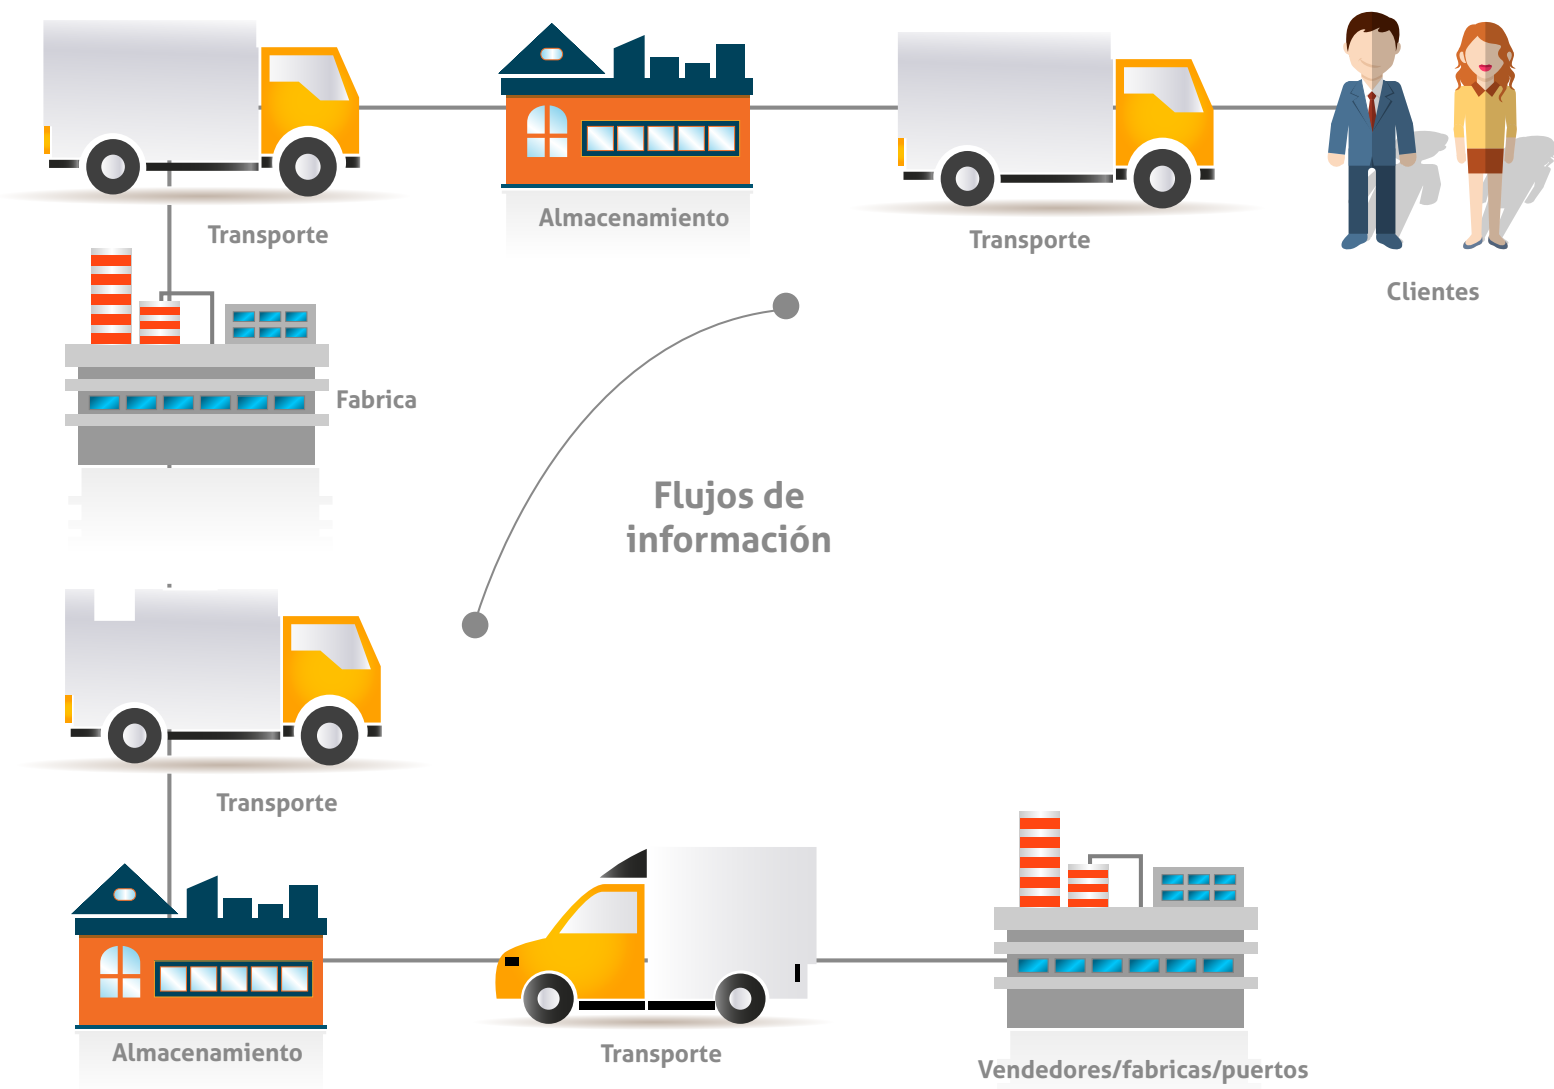 Almacenamiento
Transporte
Transporte
Clientes
Fabrica
Flujos de
información
Transporte
Almacenamiento
Transporte
Vendedores/fabricas/puertos